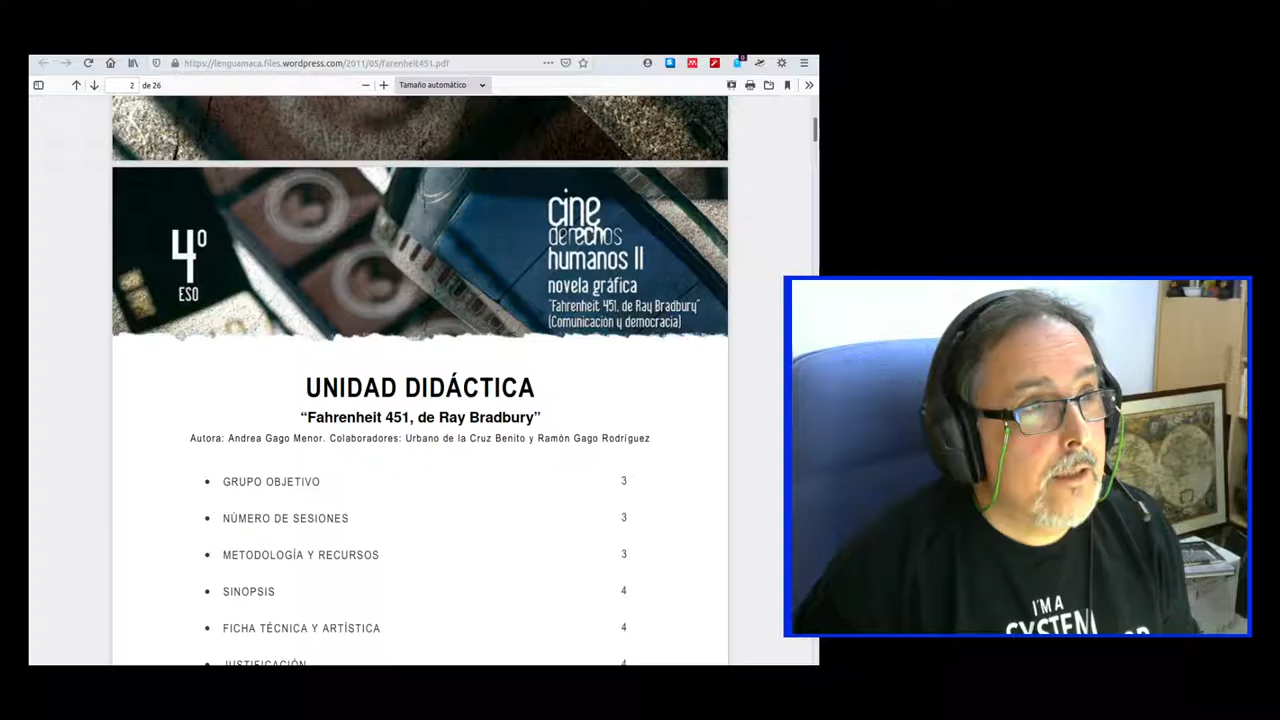 https://lenguamaca.files.wordpress.com/2011/05/farenheit451.pdf
2 de 26
Tamaño automático
4º
ESO
cine
derechos
humanos II
novela gráfica
"Fahrenheit 451, de Ray Bradbury"
(Comunicación y democracia)
UNIDAD DIDÁCTICA
“Fahrenheit 451, de Ray Bradbury”
Autora: Andrea Gago Menor. Colaboradores: Urbano de la Cruz Benito y Ramón Gago Rodríguez
• GRUPO OBJETIVO 3
• NÚMERO DE SESIONES 3
• METODOLOGÍA Y RECURSOS 3
• SINOPSIS 4
• FICHA TÉCNICA Y ARTÍSTICA 4
JUSTIFICACIÓN 4
I'M A
SYSTEM